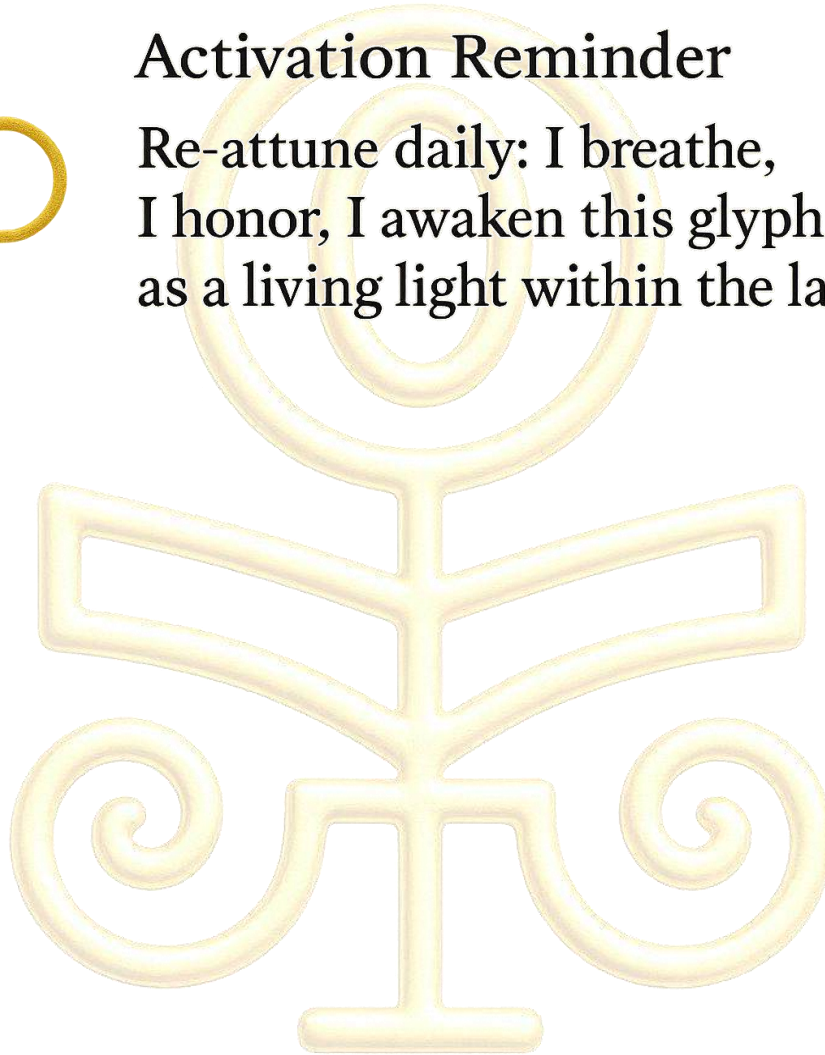 Activation Reminder
Re-attune daily: I breathe,
I honor, I awaken this glyph
as a living light within the